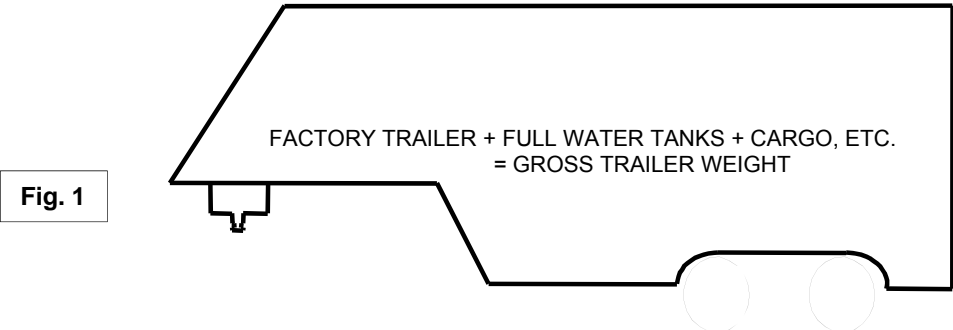 FACTORY TRAILER + FULL WATER TANKS + CARGO, ETC.
= GROSS TRAILER WEIGHT
Fig. 1